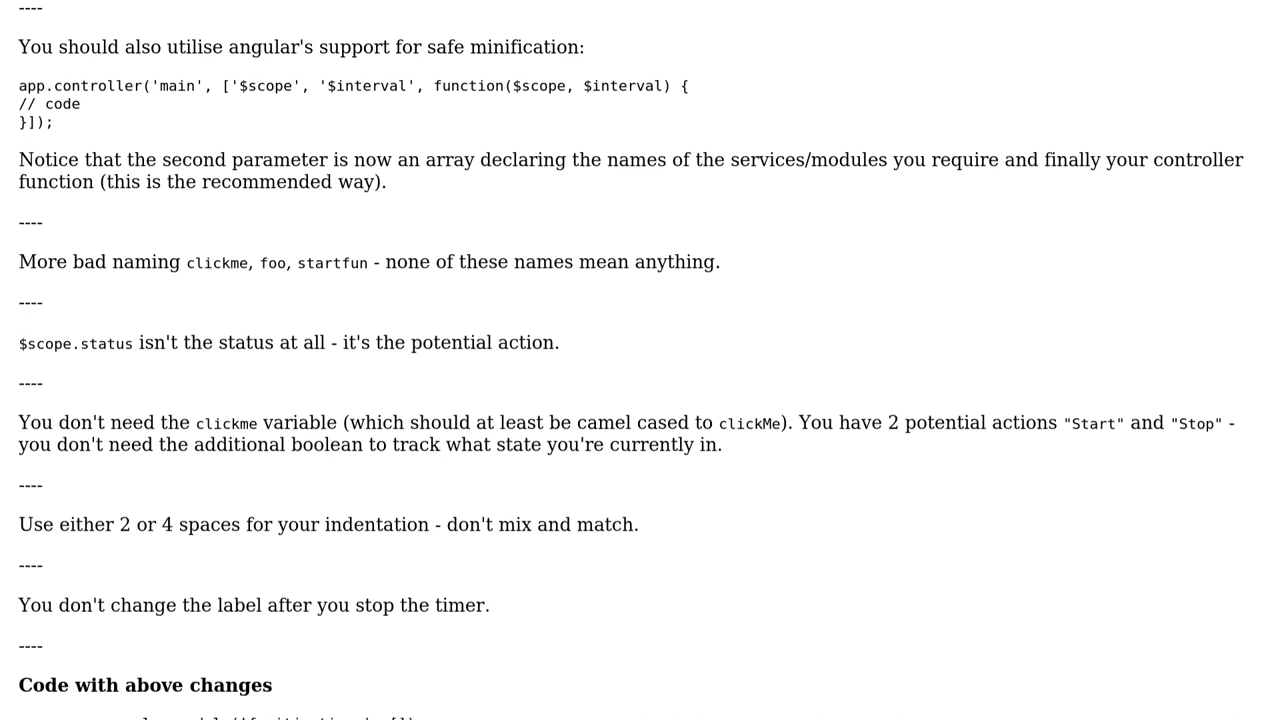 ----
You should also utilise angular's support for safe minification:
app.controller('main', ['$scope', '$interval', function($scope, $interval) {
// code
}]);
Notice that the second parameter is now an array declaring the names of the services/modules you require and finally your controller
function (this is the recommended way).
----
More bad naming clickme, foo, startfun - none of these names mean anything.
----
$scope.status isn't the status at all - it's the potential action.
----
You don't need the clickme variable (which should at least be camel cased to clickMe). You have 2 potential actions "Start" and "Stop" -
you don't need the additional boolean to track what state you're currently in.
----
Use either 2 or 4 spaces for your indentation - don't mix and match.
----
You don't change the label after you stop the timer.
----
Code with above changes